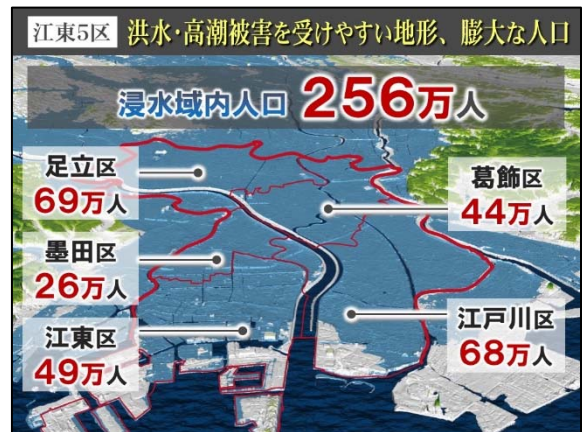 江東5区 洪水・高潮被害を受けやすい地形、膨大な人口
浸水域内人口 256万人
足立区
69万人
葛飾区
44万人
墨田区
26万人
江東区
49万人
江戸川区
68万人